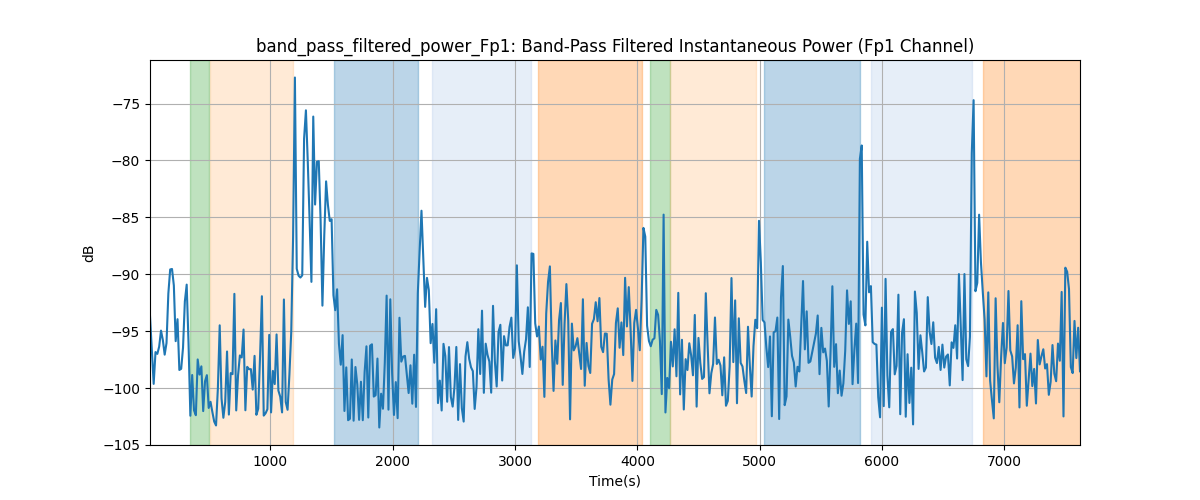 band_pass_filtered_power_Fp1: Band-Pass Filtered Instantaneous Power (Fp1 Channel)
dB
−75
−80
−85
−90
−95
−100
−105
1000 2000 3000 4000 5000 6000 7000
Time(s)